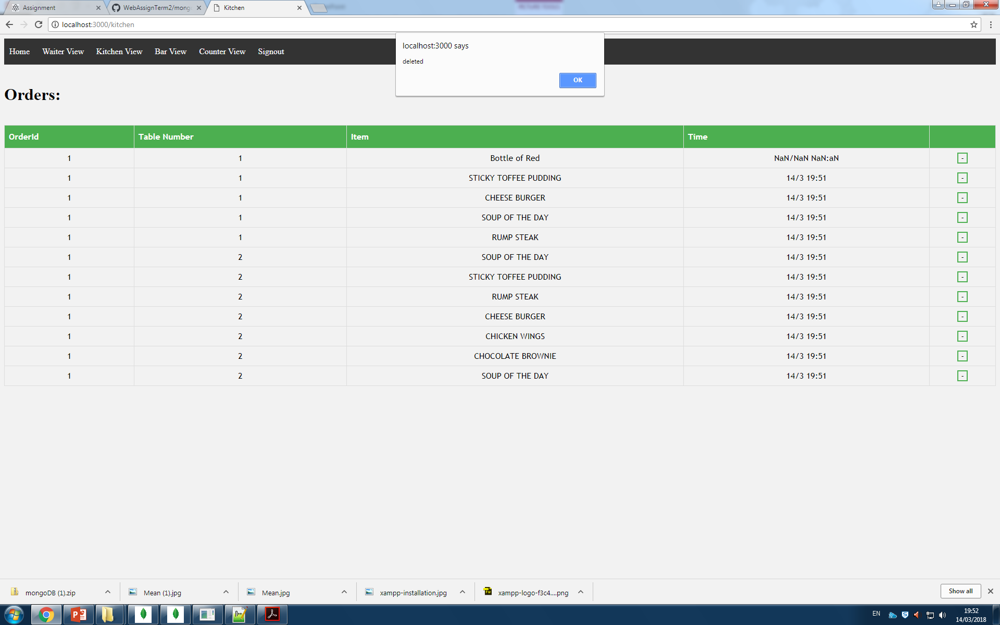 Assignment
WebAssignTerm2/mong
Kitchen
localhost:3000/kitchen
Home Waiter View Kitchen View Bar View Counter View Signout
localhost:3000 says
deleted
OK
Orders:
OrderId Table Number Item Time
1 1 Bottle of Red NaN/NaN NaN:aN -
1 1 STICKY TOFFEE PUDDING 14/3 19:51 -
1 1 CHEESE BURGER 14/3 19:51 -
1 1 SOUP OF THE DAY 14/3 19:51 -
1 1 RUMP STEAK 14/3 19:51 -
1 2 SOUP OF THE DAY 14/3 19:51 -
1 2 STICKY TOFFEE PUDDING 14/3 19:51 -
1 2 RUMP STEAK 14/3 19:51 -
1 2 CHEESE BURGER 14/3 19:51 -
1 2 CHICKEN WINGS 14/3 19:51 -
1 2 CHOCOLATE BROWNIE 14/3 19:51 -
1 2 SOUP OF THE DAY 14/3 19:51 -
mongoDB (1).zip Mean (1).jpg Mean.jpg xampp-installation.jpg xampp-logo-f3c4....png Show all
EN 19:52
14/03/2018